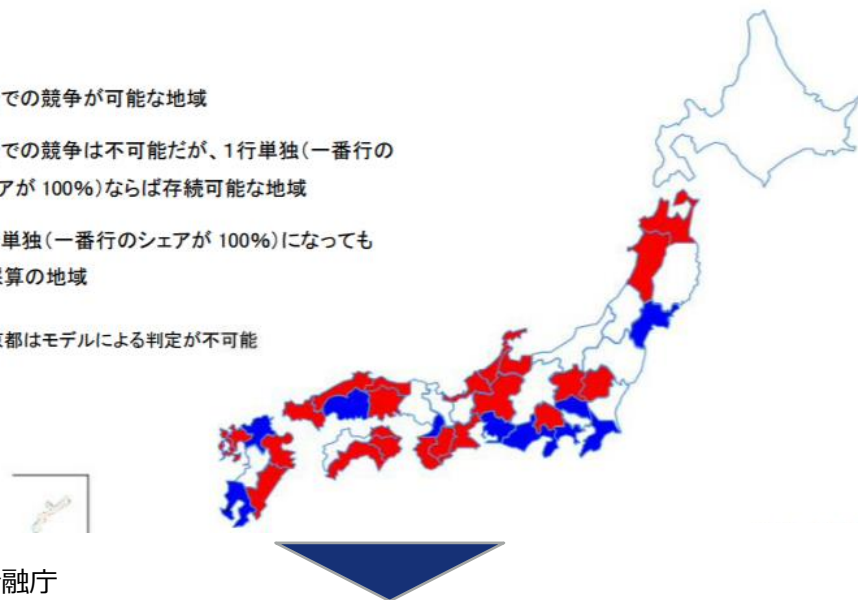 での競争が可能な地域
での競争は不可能だが、1行単独(一番行の
アが 100%)ならば存続可能な地域
単独(一番行のシェアが 100%)になっても
算の地域
都はモデルによる判定が不可能
融庁